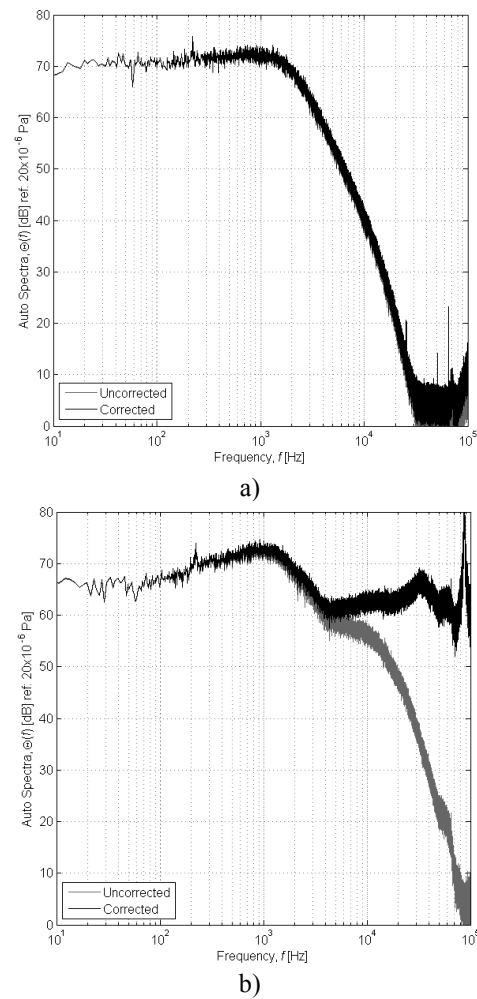 80
70
60
50
40
30
20
10
0
Auto Spectra, Θ(f) [dB] ref. 20x10⁻⁶ Pa]
Uncorrected
Corrected
10¹ 10² 10³ 10⁴ 10⁵
Frequency, f [Hz]
a)
80
70
60
50
40
30
20
10
0
Auto Spectra, Θ(f) [dB] ref. 20x10⁻⁶ Pa]
Uncorrected
Corrected
10¹ 10² 10³ 10⁴ 10⁵
Frequency, f [Hz]
b)